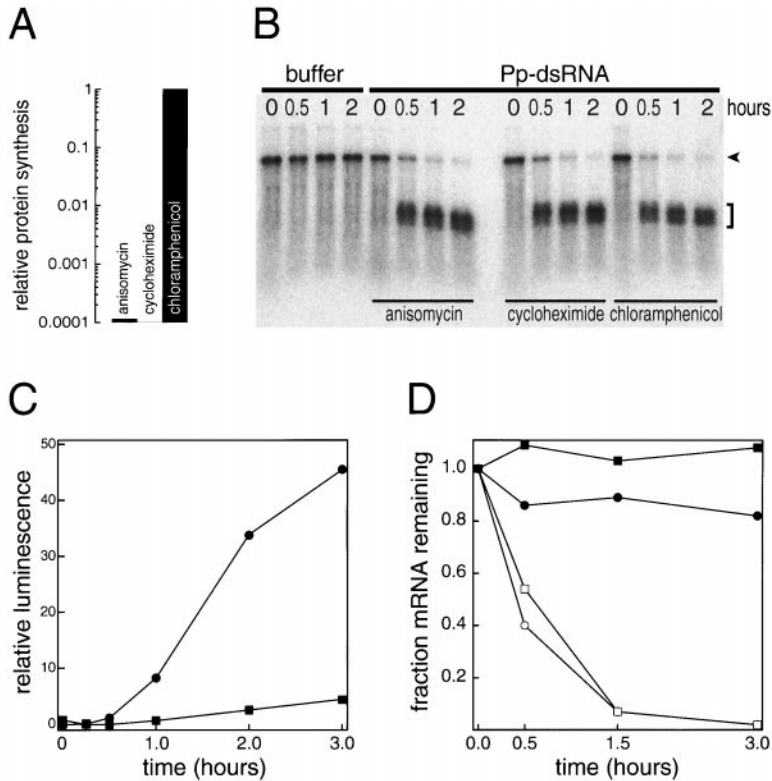 A
relative protein synthesis
1
0.1
0.01
0.001
0.0001
anisomycin
cycloheximide
chloramphenicol
B
buffer Pp-dsRNA
0 0.5 1 2 0 0.5 1 2 0 0.5 1 2 0 0.5 1 2 hours
anisomycin cycloheximide chloramphenicol
C
relative luminescence
50
40
30
20
10
0
0 1.0 2.0 3.0
time (hours)
D
fraction mRNA remaining
1.0
0.8
0.6
0.4
0.2
0.0 0.5 1.5 3.0
time (hours)